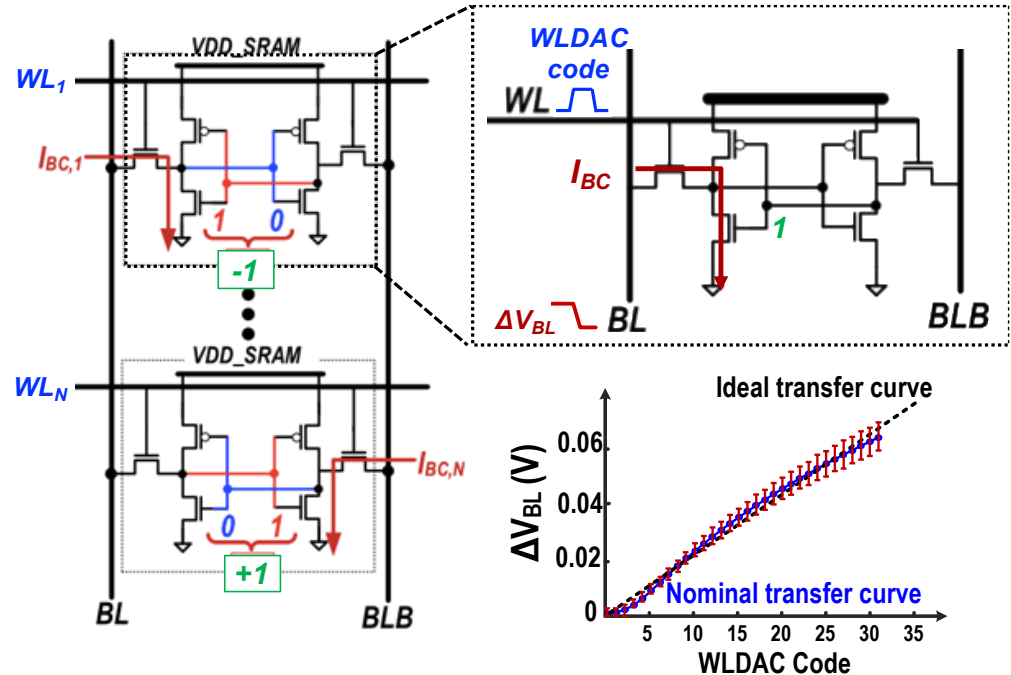 VDD_SRAM
WL1
IBC,1
1 0
-1
VDD_SRAM
WLN
IBC,N
0 1
+1
BL BLB
WLDAC
code
WL
IBC
1
ΔVBL
BL
BLB
Ideal transfer curve
ΔVBL (V)
0.06
0.04
0.02
0
Nominal transfer curve
5 10 15 20 25 30 35
WLDAC Code